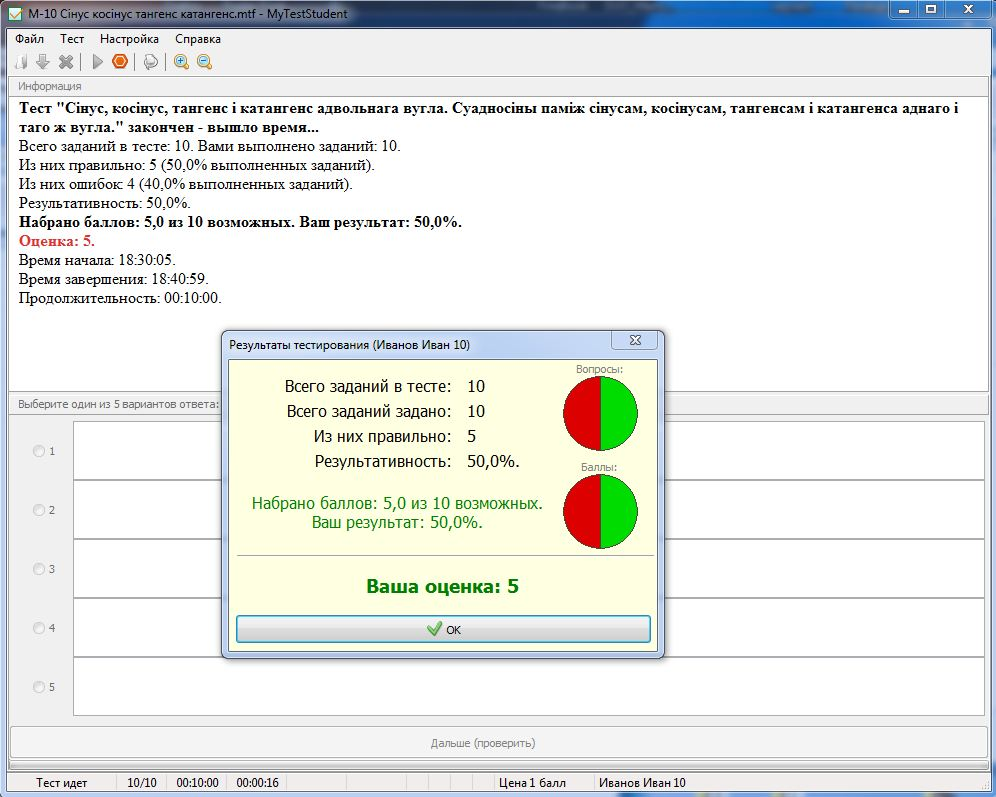 М-10 Сінус косінус тангенс катангенс.mtf - MyTestStudent
Файл Тест Настройка Справка
Информация
Тест "Сінус, косінус, тангенс і катангенс адвольнага вугла. Суадносіны паміж сінусам, косінусам, тангенсам і катангенса аднаго і
таго ж вугла." закончен - вышло время...
Всего заданий в тесте: 10. Вами выполнено заданий: 10.
Из них правильно: 5 (50,0% выполненных заданий).
Из них ошибок: 4 (40,0% выполненных заданий).
Результативность: 50,0%.
Набрано баллов: 5,0 из 10 возможных. Ваш результат: 50,0%.
Оценка: 5.
Время начала: 18:30:05.
Время завершения: 18:40:59.
Продолжительность: 00:10:00.
Результаты тестирования (Иванов Иван 10)
Вопросы:
Всего заданий в тесте: 10
Всего заданий задано: 10
Из них правильно: 5
Результативность: 50,0%.
Баллы:
Набрано баллов: 5,0 из 10 возможных.
Ваш результат: 50,0%.
Ваша оценка: 5
OK
Выберите один из 5 вариантов ответа:
1
2
3
4
5
Дальше (проверить)
Тест идет 10/10 00:10:00 00:00:16 Цена 1 балл Иванов Иван 10